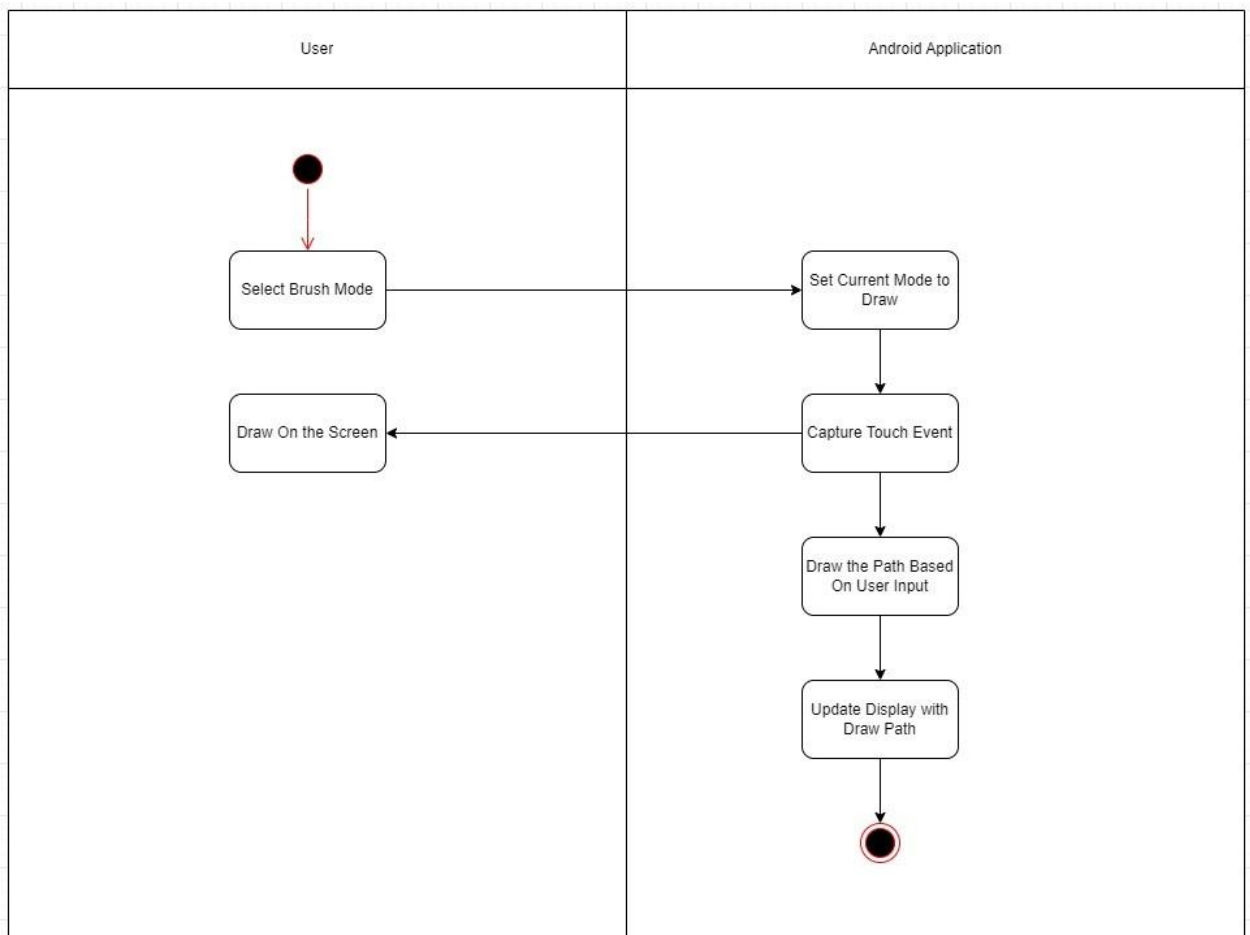 User
Android Application
Select Brush Mode
Set Current Mode to
Draw
Draw On the Screen
Capture Touch Event
Draw the Path Based
On User Input
Update Display with
Draw Path